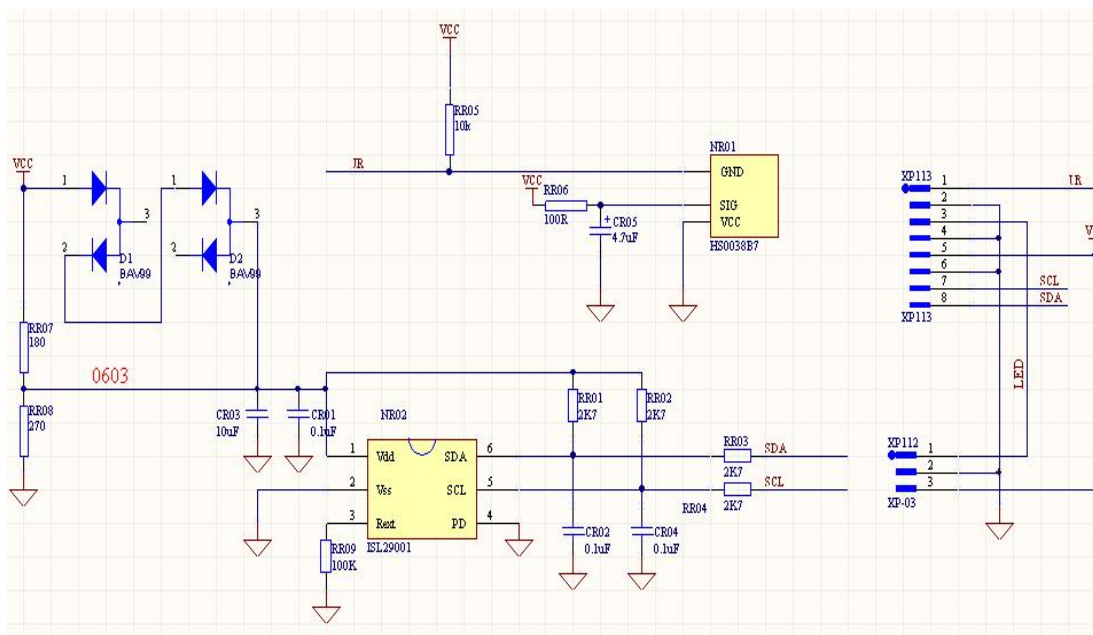 VCC
RR05
10k
NR01
IR
GND
SIG
VCC
HS0038B7
VCC
RR06
100R
+
CR05
4.7uF
VCC
1
2
3
D1
BAV99
1
2
3
D2
BAV99
XP113
1
2
3
4
5
6
7
8
IR
SCL
SDA
XP113
LED
RR07
180
0603
RR08
270
CR03
10uF
CR01
0.1uF
NR02
1
2
3
Vdd
Vss
Rext
SDA
SCL
PD
6
5
4
ISL29001
RR09
100K
RR01
2K7
RR02
2K7
RR03
2K7
SDA
RR04
2K7
SCL
CR02
0.1uF
CR04
0.1uF
XP112
1
2
3
XP-03